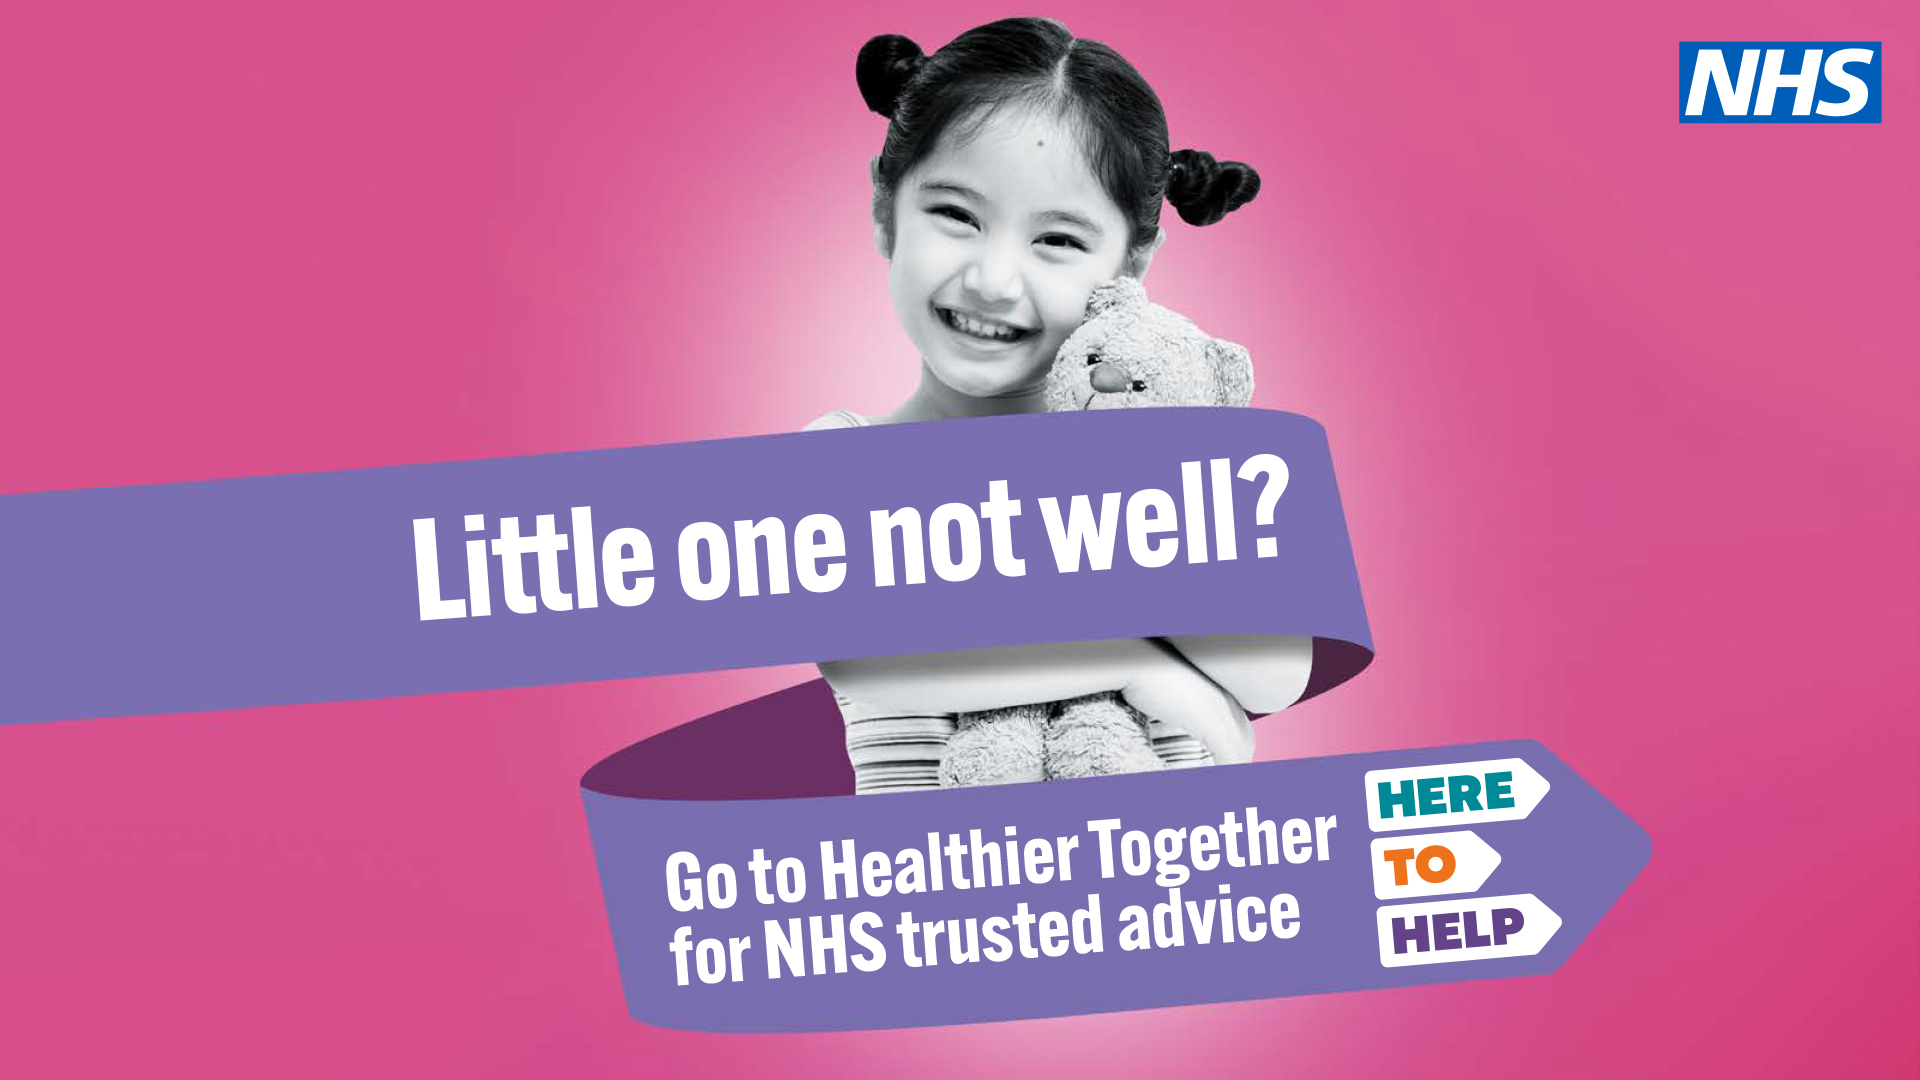 NHS
Little one not well?
Go to Healthier Together
for NHS trusted advice
HERE
TO
HELP